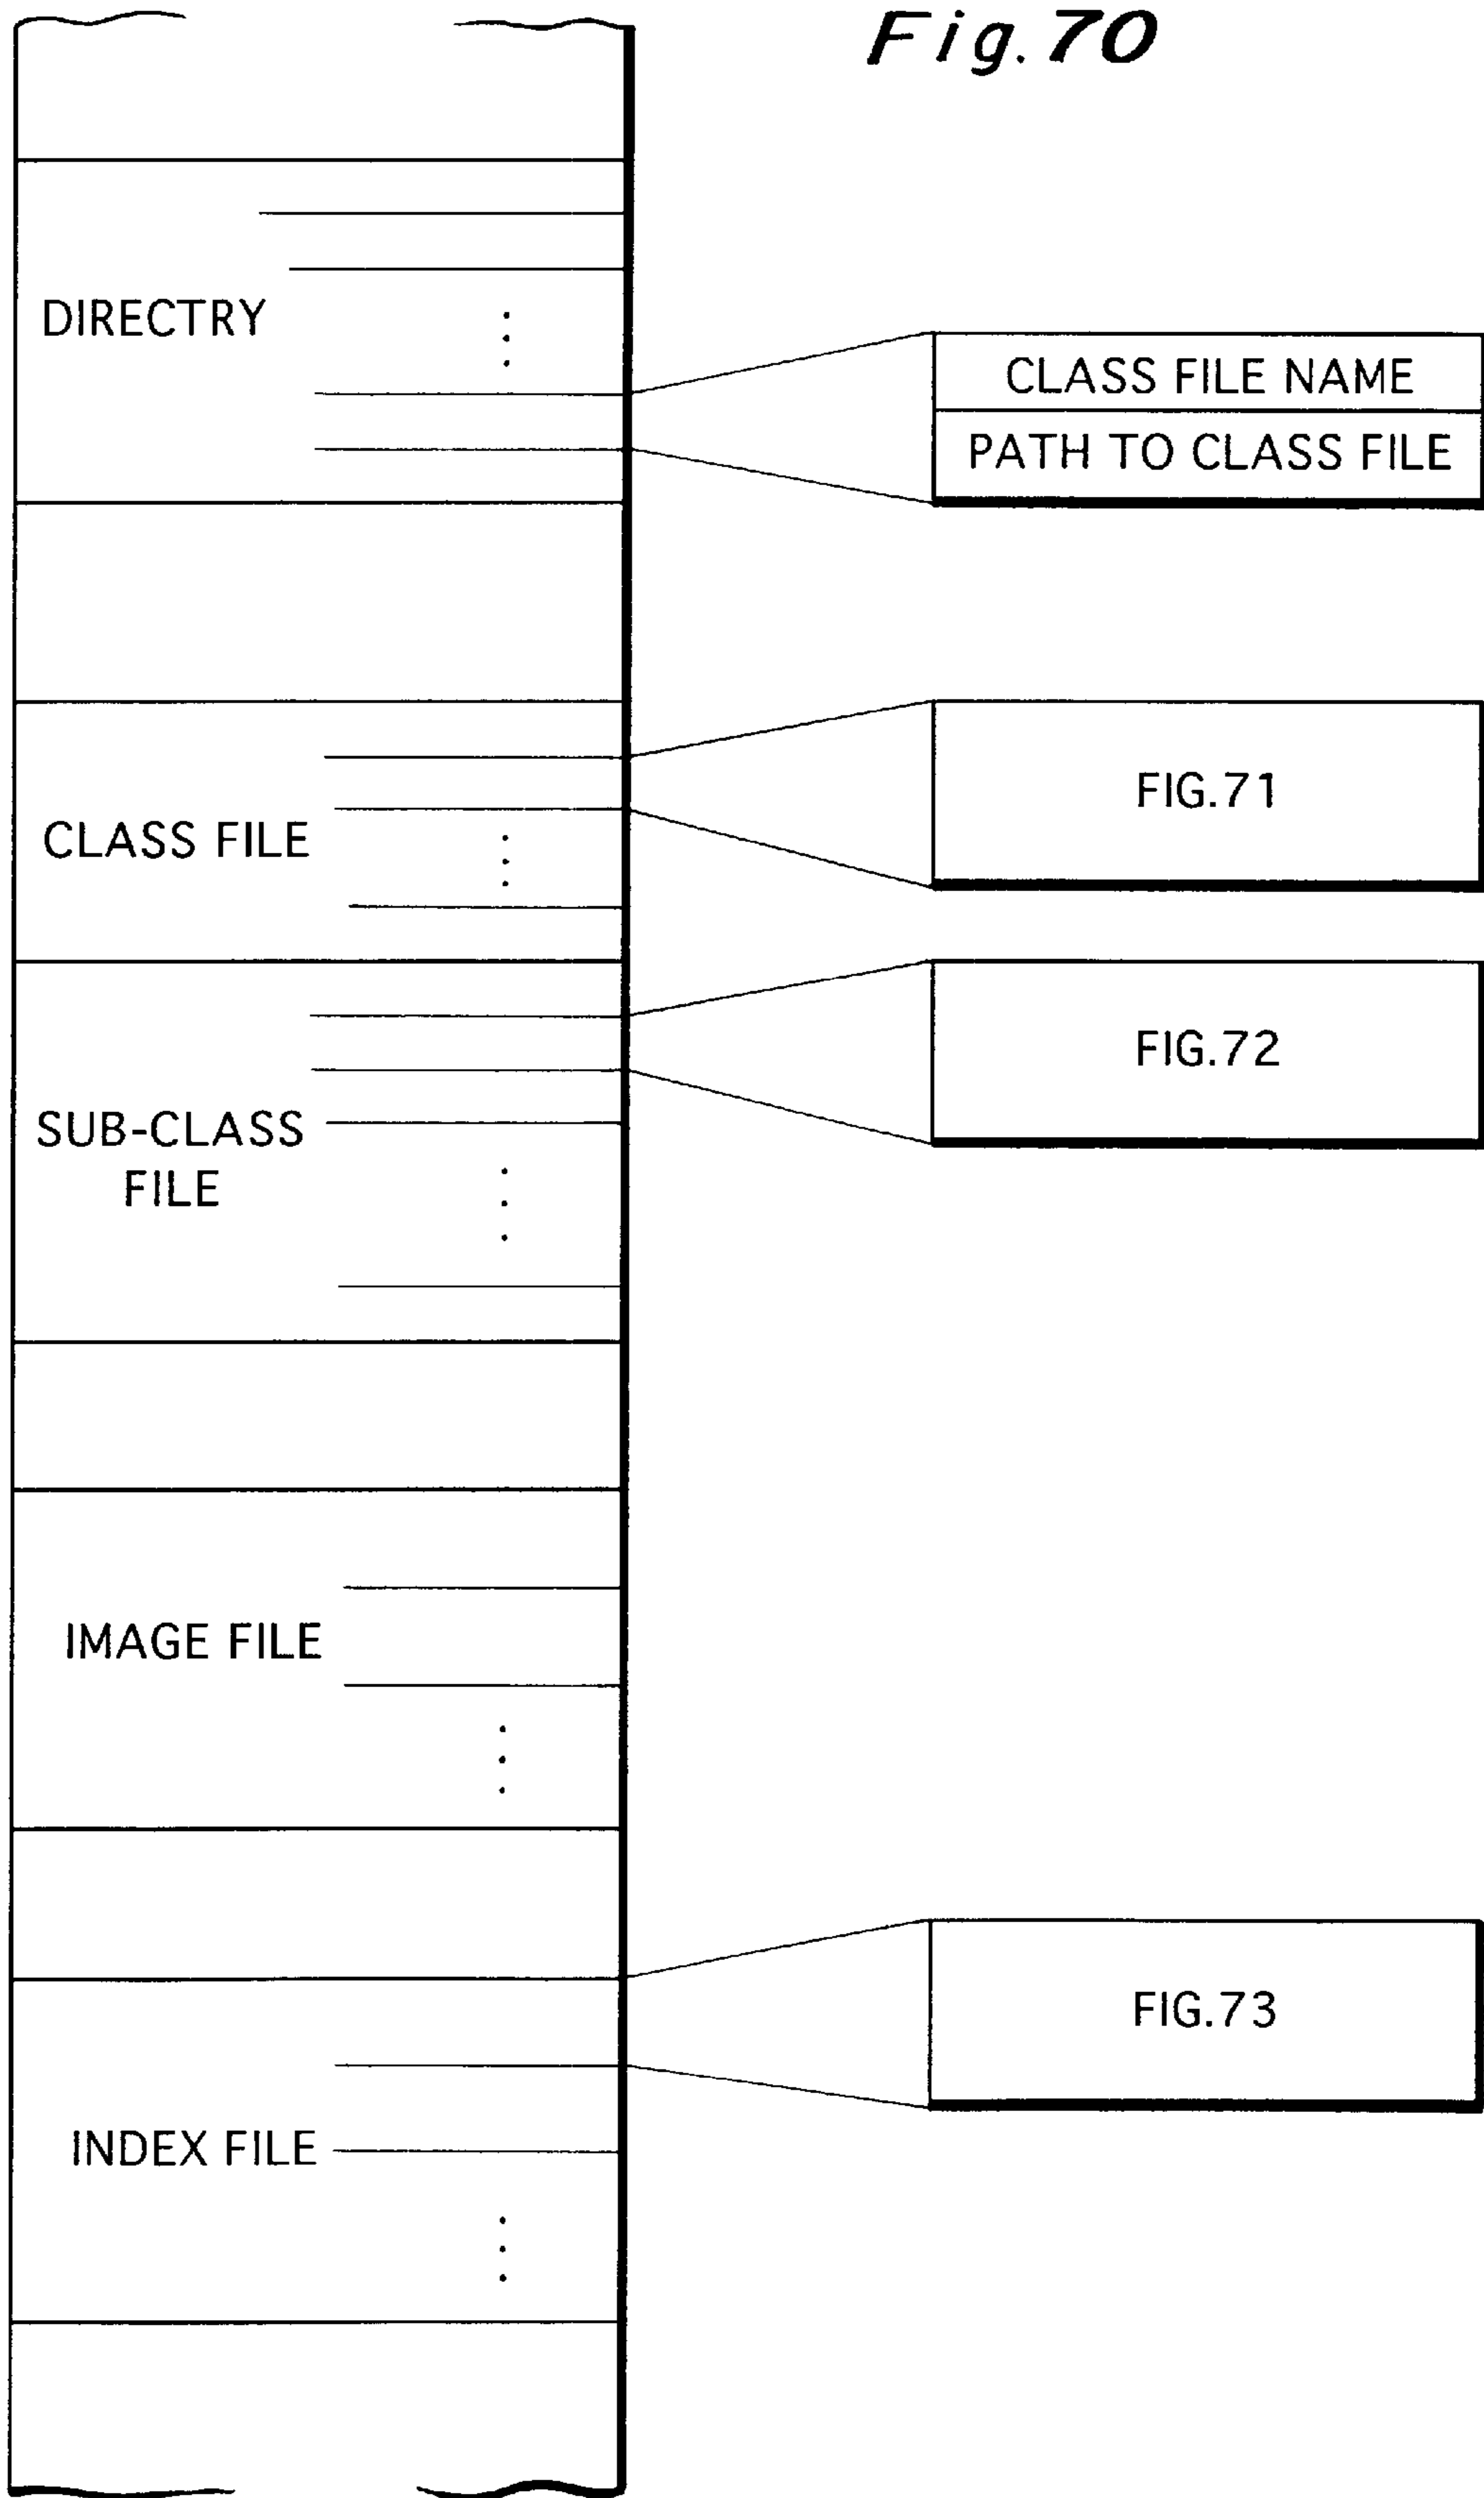 Fig.70
DIRECTRY
CLASS FILE NAME
PATH TO CLASS FILE
CLASS FILE
FIG.71
SUB-CLASS
FILE
FIG.72
IMAGE FILE
INDEX FILE
FIG.73